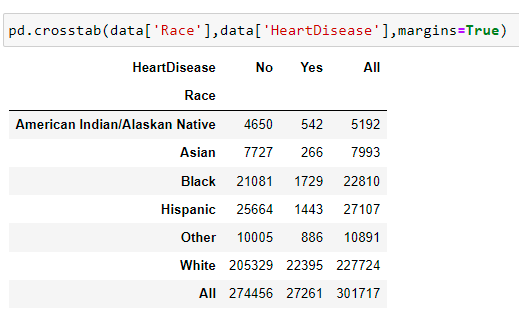 pd.crosstab(data['Race'],data['HeartDisease'],margins=True)
HeartDisease No Yes All
Race
American Indian/Alaskan Native 4650 542 5192
Asian 7727 266 7993
Black 21081 1729 22810
Hispanic 25664 1443 27107
Other 10005 886 10891
White 205329 22395 227724
All 274456 27261 301717